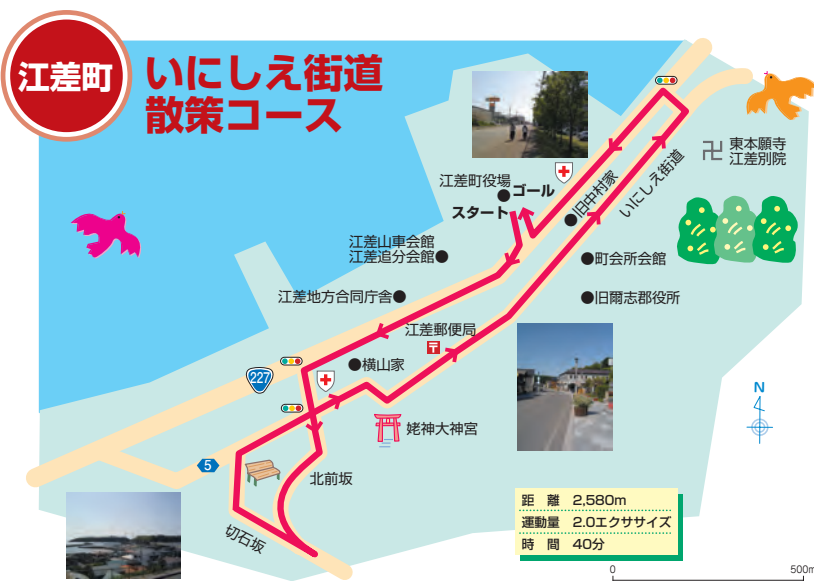 江差町
いにしえ街道
散策コース
東本願寺
江差別院
江差町役場
ゴール
スタート
旧中村家
いにしえ街道
江差山車会館
江差追分会館
町会所会館
江差地方合同庁舎
旧爾志郡役所
江差郵便局
横山家
227
N
姥神大神宮
5
北前坂
切石坂
距 離 2,580m
運動量 2.0エクササイズ
時 間 40分
0 500m